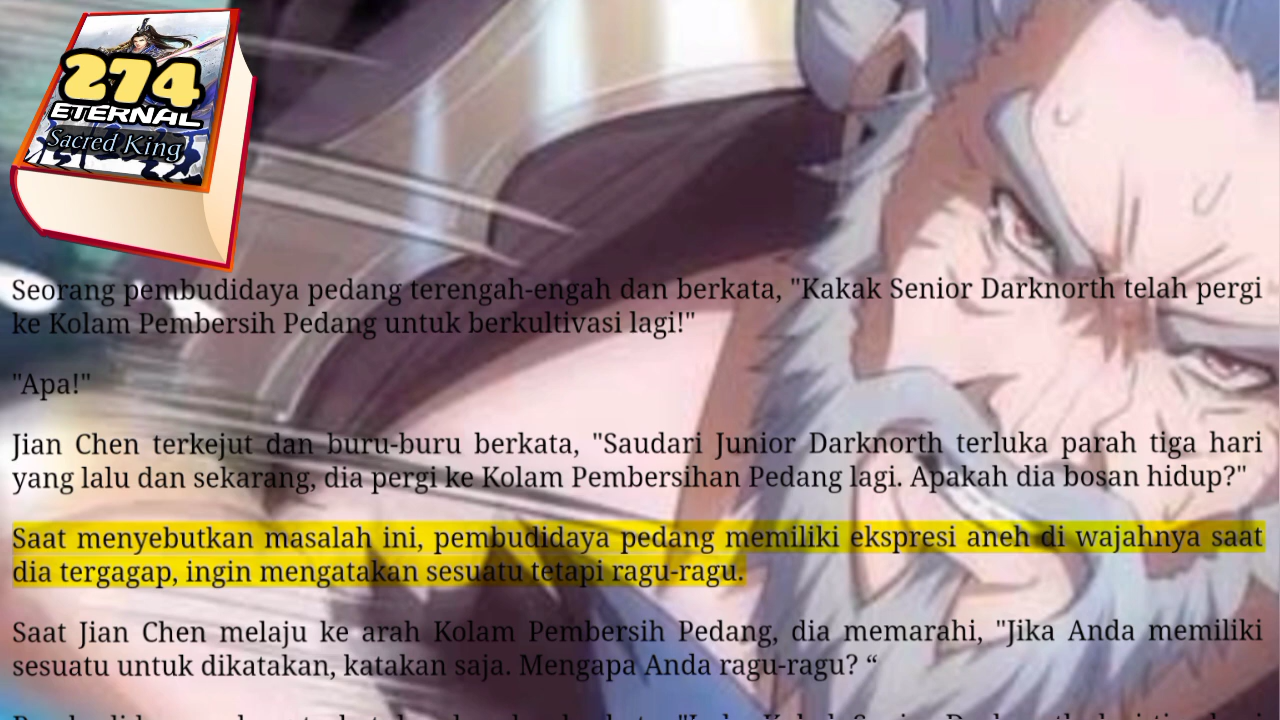 274
ETERNAL
Sacred King
Seorang pembudidaya pedang terengah-engah dan berkata, "Kakak Senior Darknorth telah pergi
ke Kolam Pembersih Pedang untuk berkultivasi lagi!"
"Apa!"
Jian Chen terkejut dan buru-buru berkata, "Saudari Junior Darknorth terluka parah tiga hari
yang lalu dan sekarang, dia pergi ke Kolam Pembersihan Pedang lagi. Apakah dia bosan hidup?"
Saat menyebutkan masalah ini, pembudidaya pedang memiliki ekspresi aneh di wajahnya saat
dia tergagap, ingin mengatakan sesuatu tetapi ragu-ragu.
Saat Jian Chen melaju ke arah Kolam Pembersih Pedang, dia memarahi, "Jika Anda memiliki
sesuatu untuk dikatakan, katakan saja. Mengapa Anda ragu-ragu? “